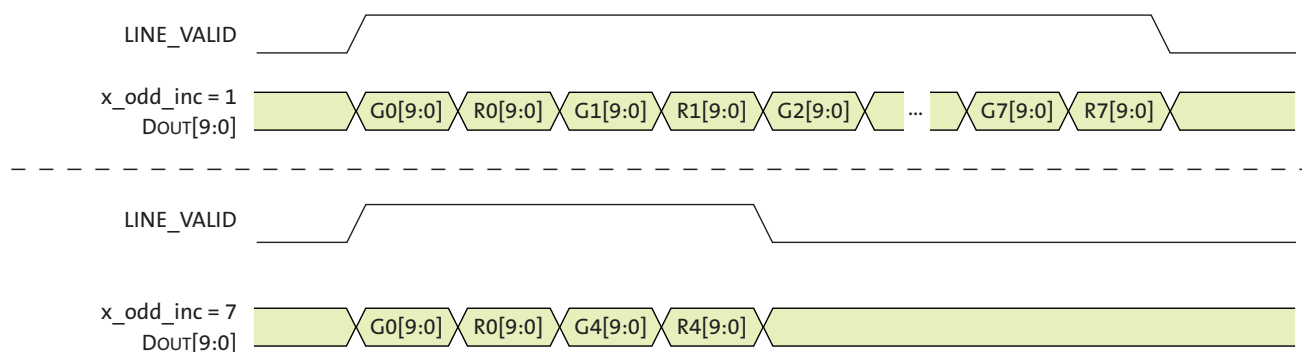 LINE_VALID
x_odd_inc = 1
DOUT[9:0]
G0[9:0] R0[9:0] G1[9:0] R1[9:0] G2[9:0] ... G7[9:0] R7[9:0]
LINE_VALID
x_odd_inc = 7
DOUT[9:0]
G0[9:0] R0[9:0] G4[9:0] R4[9:0]